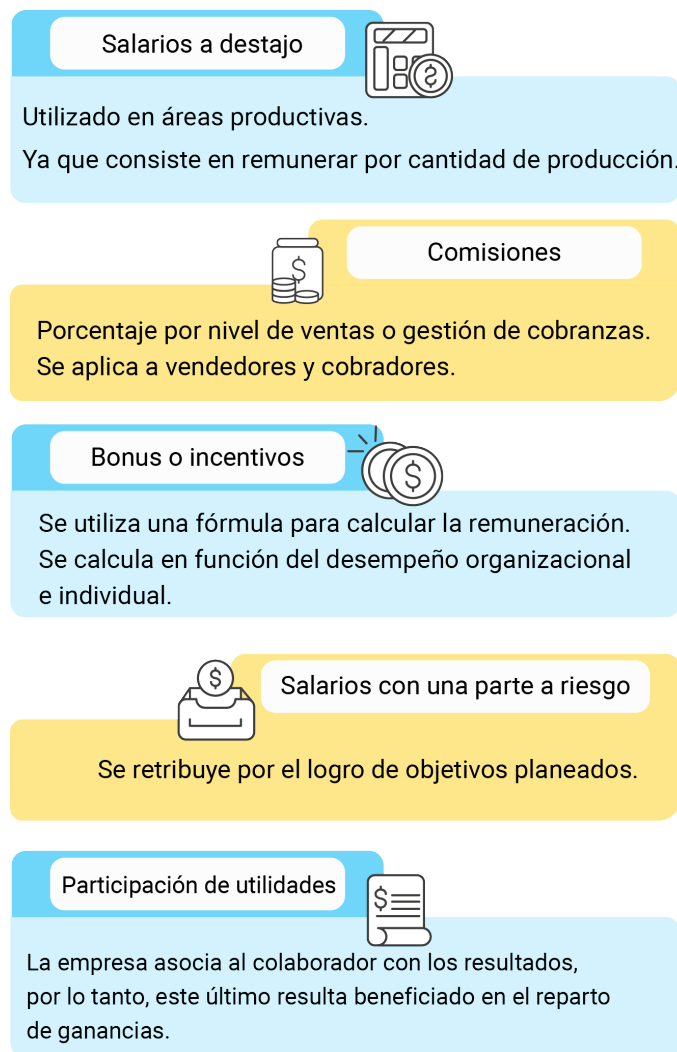 Salarios a destajo
Utilizado en áreas productivas.
Ya que consiste en remunerar por cantidad de producción.
Comisiones
Porcentaje por nivel de ventas o gestión de cobranzas.
Se aplica a vendedores y cobradores.
Bonus o incentivos
Se utiliza una fórmula para calcular la remuneración.
Se calcula en función del desempeño organizacional
e individual.
Salarios con una parte a riesgo
Se retribuye por el logro de objetivos planeados.
Participación de utilidades
La empresa asocia al colaborador con los resultados,
por lo tanto, este último resulta beneficiado en el reparto
de ganancias.